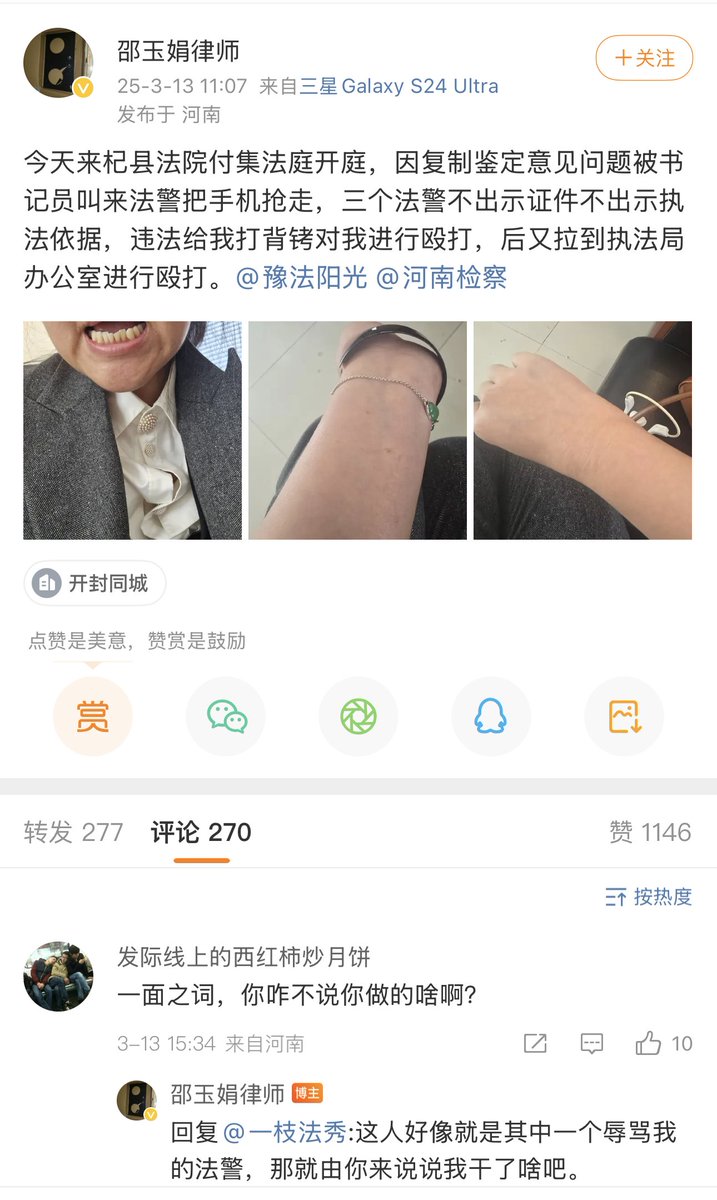 邵玉娟律师
+关注
25-3-13 11:07 来自三星Galaxy S24 Ultra
发布于 河南
今天来杞县法院付集法庭开庭，因复制鉴定意见问题被书
记员叫来法警把手机抢走，三个法警不出示证件不出示执
法依据，违法给我打背铐对我进行殴打，后又拉到执法局
办公室进行殴打。@豫法阳光 @河南检察
开封同城
点赞是美意，赞赏是鼓励
赏
转发 277 评论 270 赞 1146
按热度
发际线上的西红柿炒月饼
一面之词，你咋不说你做的啥啊？
3-13 15:34 来自河南 10
邵玉娟律师 博主
回复@一枝法秀:这人好像就是其中一个辱骂我
的法警，那就由你来说说我干了啥吧。